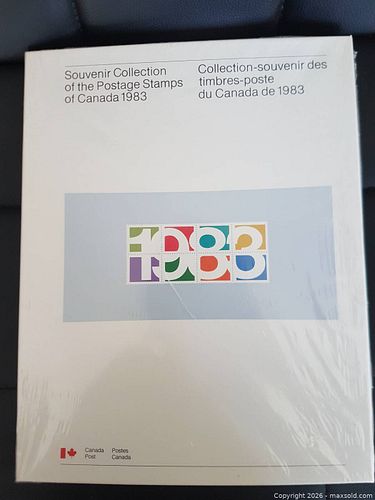 Souvenir Collection
of the Postage Stamps
of Canada 1983
Collection-souvenir des
timbres-poste
du Canada de 1983
1983
Canada
Post
Postes
Canada
Copyright 2026 - maxsold.com